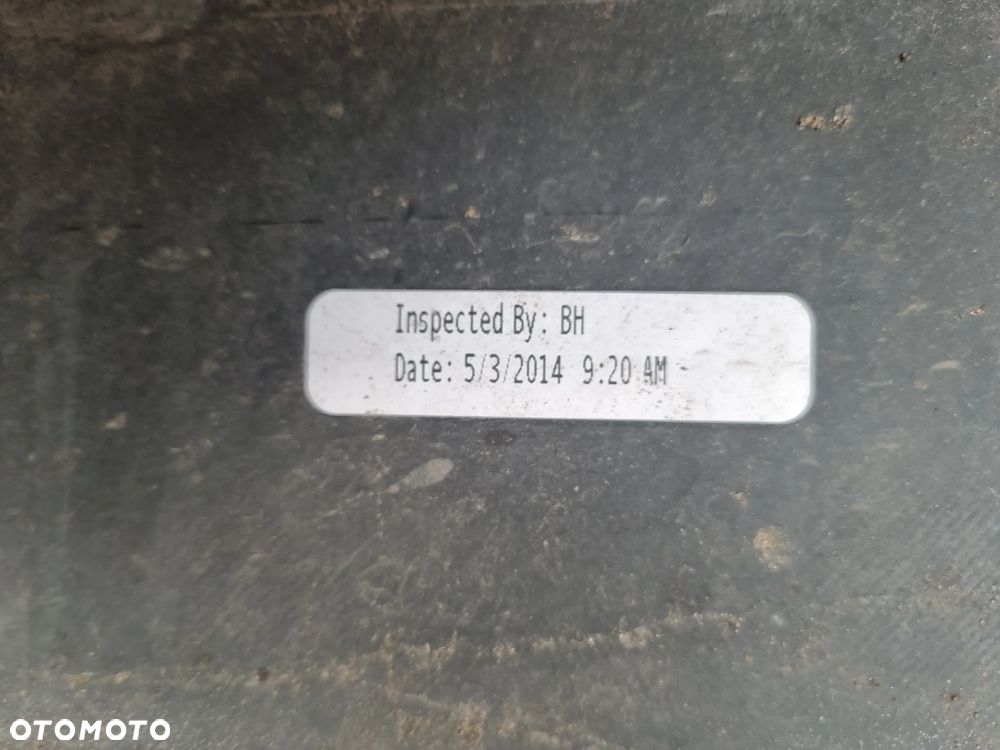 Inspected By: BH
Date: 5/3/2014 9:20 AM
OTOMOTO